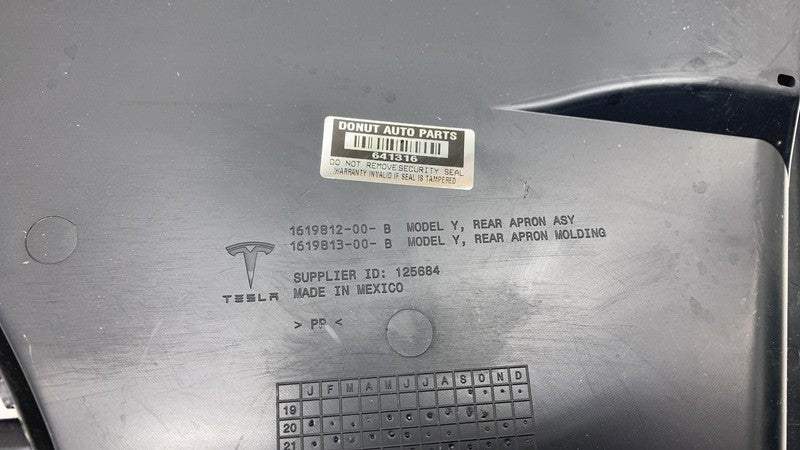 DONUT AUTO PARTS
641316
DO NOT REMOVE SECURITY SEAL
WARRANTY INVALID IF SEAL IS TAMPERED
1619812-00- B MODEL Y, REAR APRON ASY
1619813-00- B MODEL Y, REAR APRON MOLDING
SUPPLIER ID: 125684
MADE IN MEXICO
TESLA
> PP <
J F M A M J J A S O N D
19
20
21